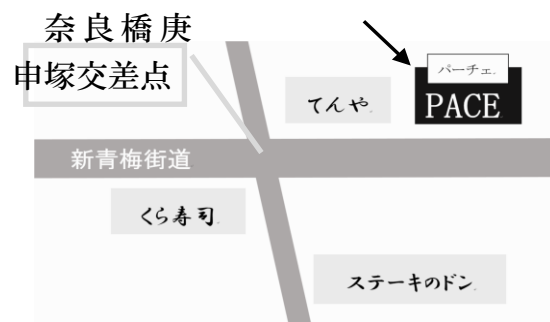 奈良橋庚
申塚交差点
パーチェ
てんや
PACE
新青梅街道
くら寿司
ステーキのドン